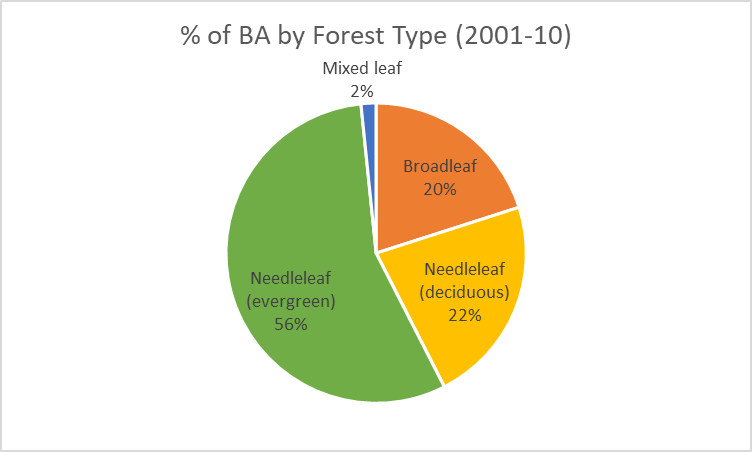 % of BA by Forest Type (2001-10)
Mixed leaf
2%
Broadleaf
20%
Needleleaf
(deciduous)
22%
Needleleaf
(evergreen)
56%